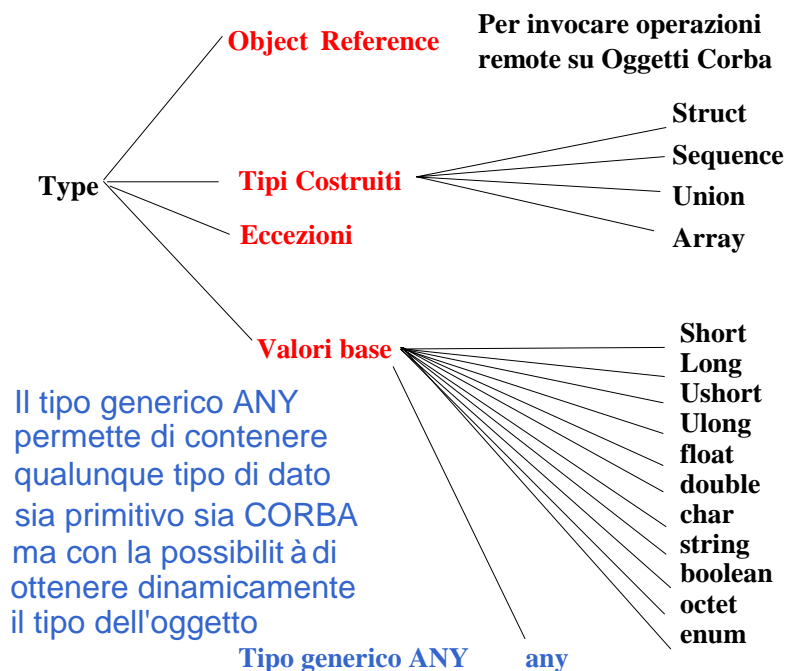 Object Reference
Per invocare operazioni
remote su Oggetti Corba
Type
Tipi Costruiti
Struct
Sequence
Union
Array
Eccezioni
Valori base
Short
Long
Ushort
Ulong
float
double
char
string
boolean
octet
enum
Il tipo generico ANY
permette di contenere
qualunque tipo di dato
sia primitivo sia CORBA
ma con la possibilit à di
ottenere dinamicamente
il tipo dell'oggetto
Tipo generico ANY any